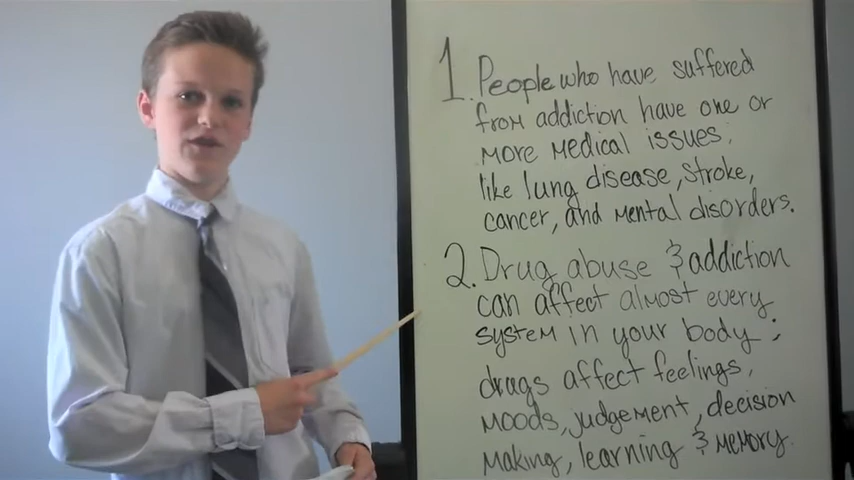 1. People who have suffered
from addiction have one or
more medical issues,
like lung disease, stroke,
cancer, and mental disorders.
2. Drug abuse & addiction
can affect almost every
system in your body;
drugs affect feelings,
moods, judgement, decision
making, learning & memory.